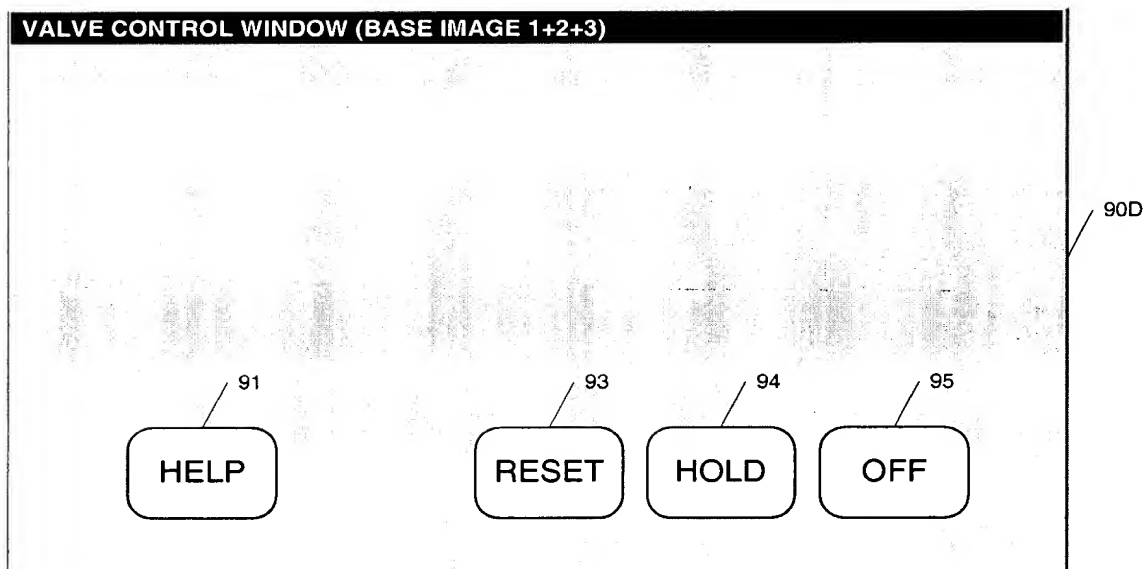 VALVE CONTROL WINDOW (BASE IMAGE 1+2+3)
90D
91 93 94 95
HELP RESET HOLD OFF